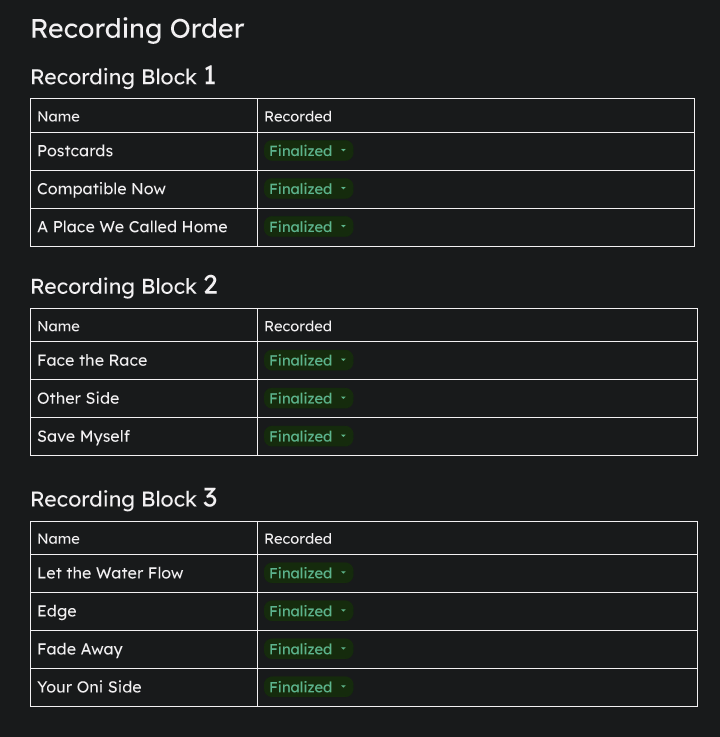 Recording Order
Recording Block 1
Name Recorded
Postcards Finalized
Compatible Now Finalized
A Place We Called Home Finalized
Recording Block 2
Name Recorded
Face the Race Finalized
Other Side Finalized
Save Myself Finalized
Recording Block 3
Name Recorded
Let the Water Flow Finalized
Edge Finalized
Fade Away Finalized
Your Oni Side Finalized